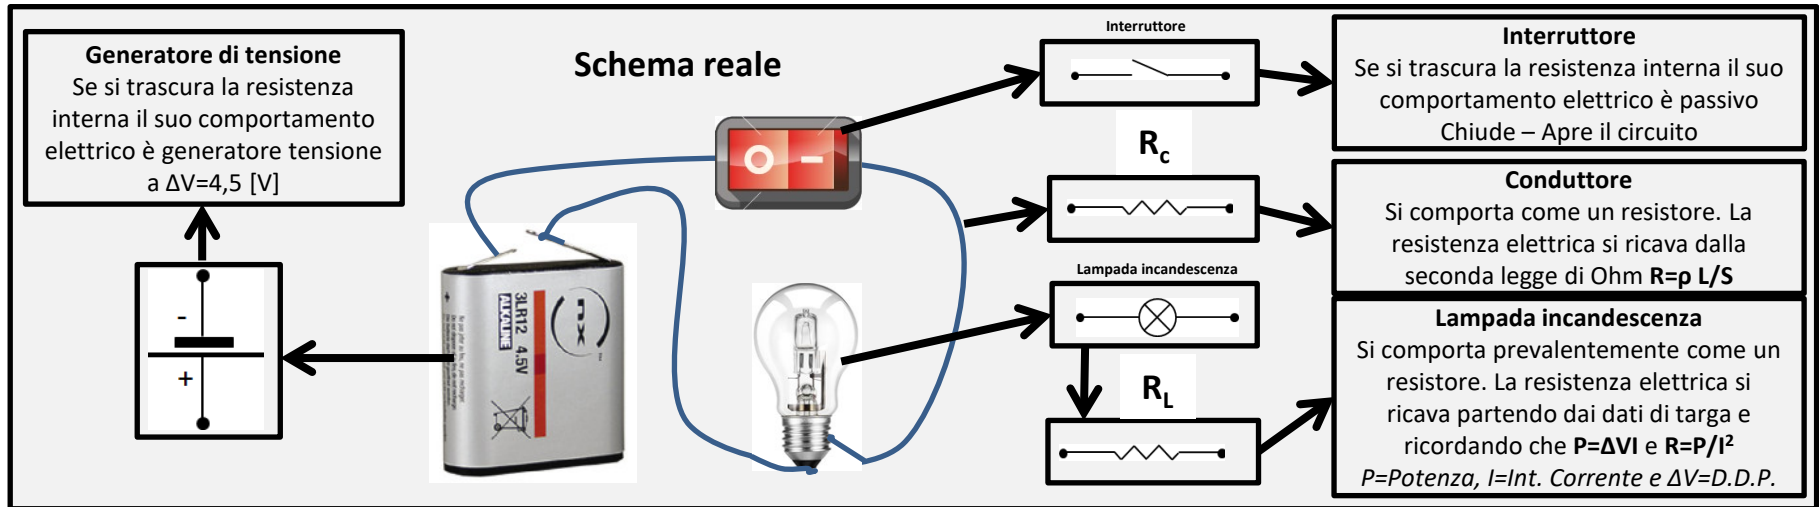 Generatore di tensione
Se si trascura la resistenza
interna il suo comportamento
elettrico è generatore tensione
a ΔV=4,5 [V]
-
+
Schema reale
3LR12 4.5V
ALKALINE
nx
Interruttore
R_c
Lampada incandescenza
R_L
Interruttore
Se si trascura la resistenza interna il suo
comportamento elettrico è passivo
Chiude – Apre il circuito
Conduttore
Si comporta come un resistore. La
resistenza elettrica si ricava dalla
seconda legge di Ohm R=ρ L/S
Lampada incandescenza
Si comporta prevalentemente come un
resistore. La resistenza elettrica si
ricava partendo dai dati di targa e
ricordando che P=ΔVI e R=P/I²
P=Potenza, I=Int. Corrente e ΔV=D.D.P.